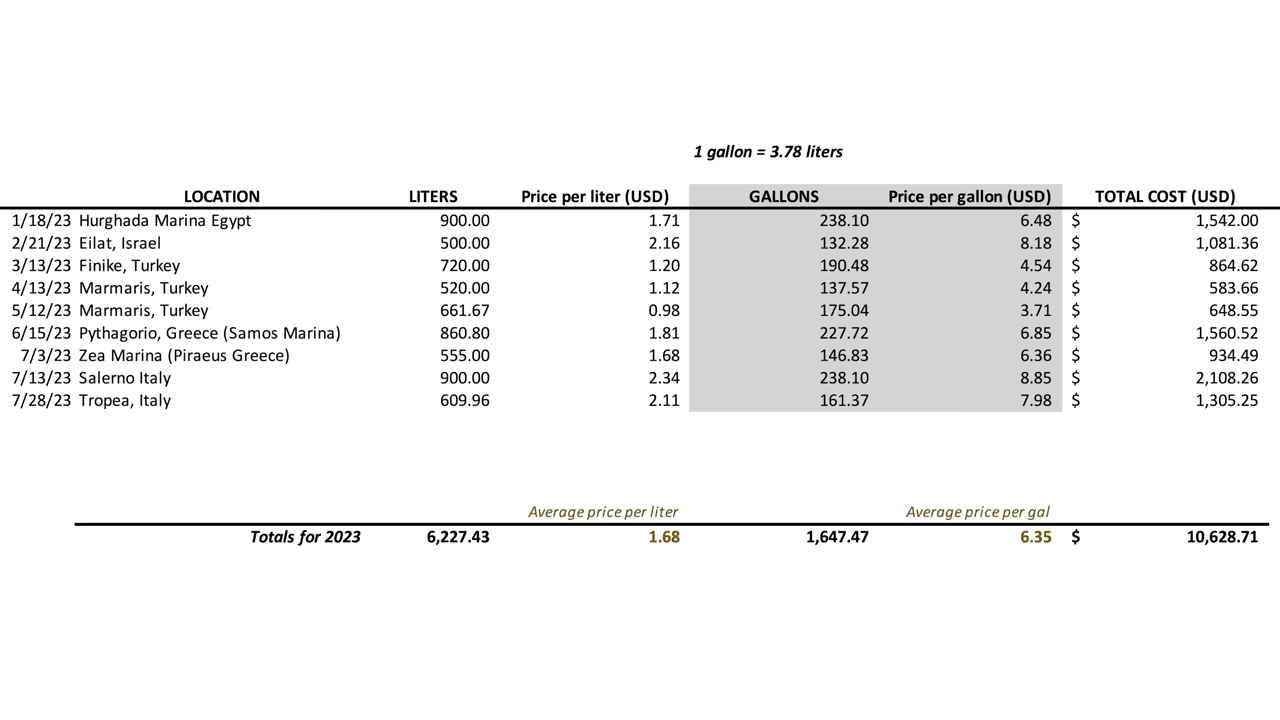 1 gallon = 3.78 liters
LOCATION LITERS Price per liter (USD) GALLONS Price per gallon (USD) TOTAL COST (USD)
1/18/23 Hurghada Marina Egypt 900.00 1.71 238.10 6.48 $ 1,542.00
2/21/23 Eilat, Israel 500.00 2.16 132.28 8.18 $ 1,081.36
3/13/23 Finike, Turkey 720.00 1.20 190.48 4.54 $ 864.62
4/13/23 Marmaris, Turkey 520.00 1.12 137.57 4.24 $ 583.66
5/12/23 Marmaris, Turkey 661.67 0.98 175.04 3.71 $ 648.55
6/15/23 Pythagorio, Greece (Samos Marina) 860.80 1.81 227.72 6.85 $ 1,560.52
7/3/23 Zea Marina (Piraeus Greece) 555.00 1.68 146.83 6.36 $ 934.49
7/13/23 Salerno Italy 900.00 2.34 238.10 8.85 $ 2,108.26
7/28/23 Tropea, Italy 609.96 2.11 161.37 7.98 $ 1,305.25
Average price per liter Average price per gal
Totals for 2023 6,227.43 1.68 1,647.47 6.35 $ 10,628.71